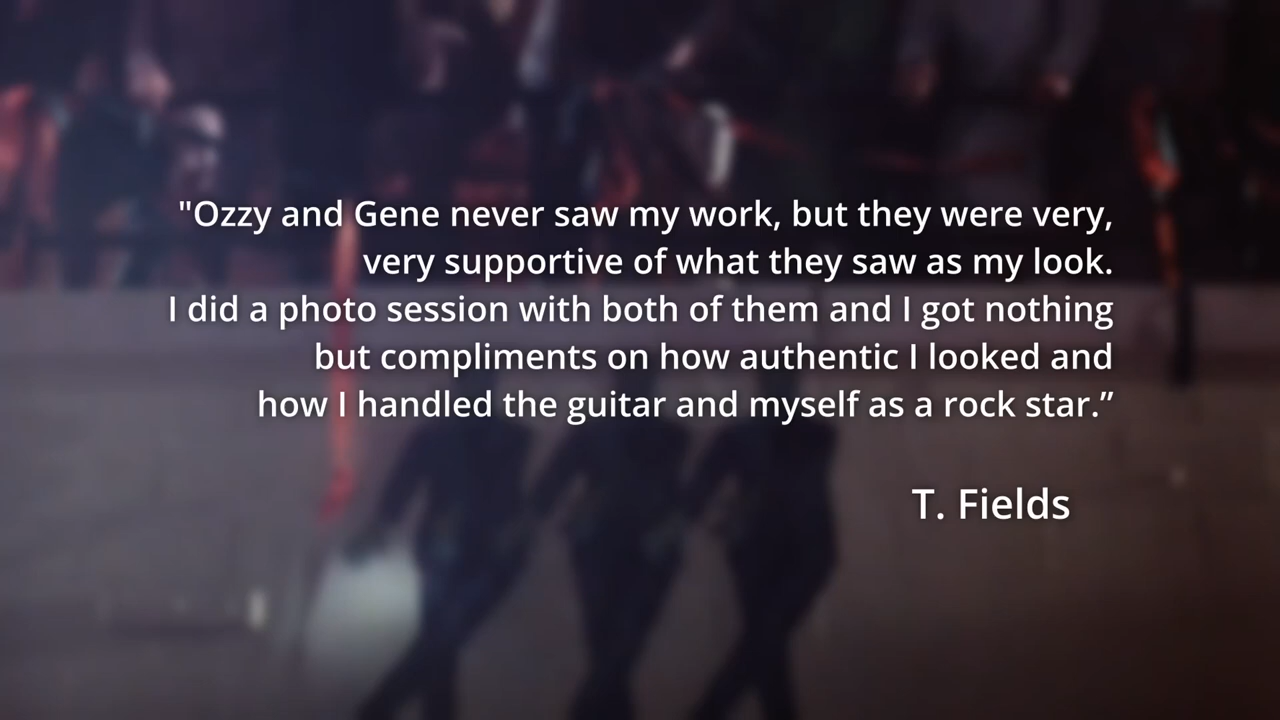 "Ozzy and Gene never saw my work, but they were very,
very supportive of what they saw as my look.
I did a photo session with both of them and I got nothing
but compliments on how authentic I looked and
how I handled the guitar and myself as a rock star.”
T. Fields